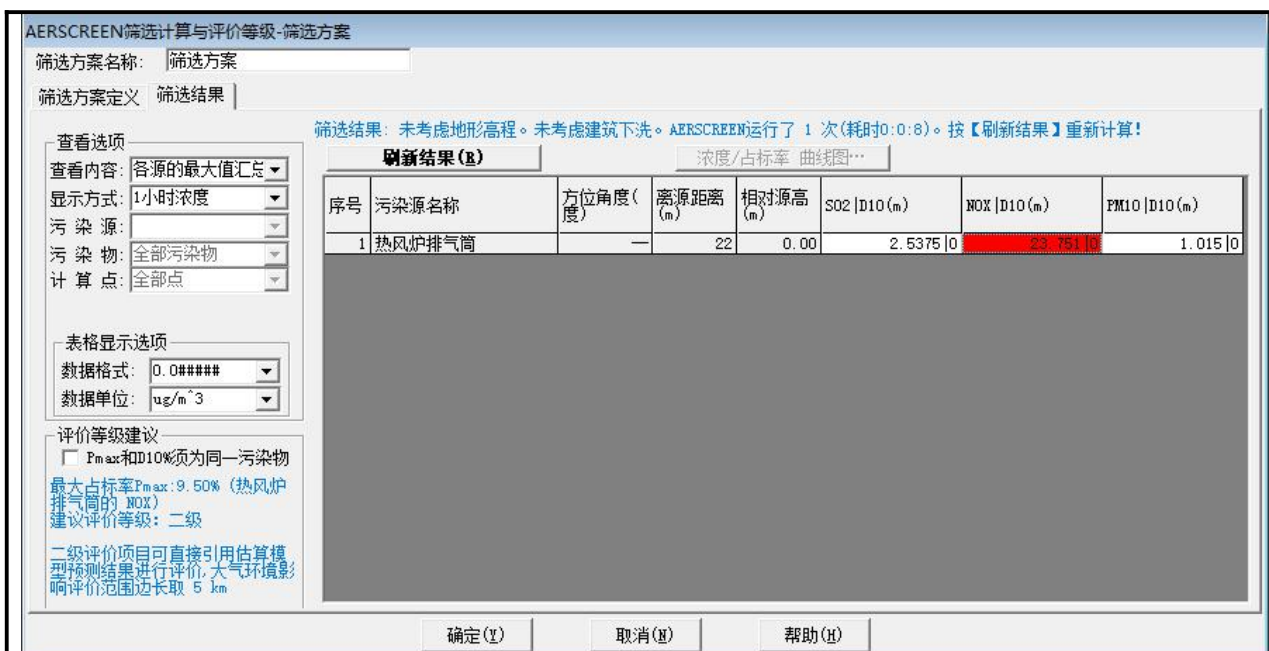 AERSCREEN筛选计算与评价等级-筛选方案
筛选方案名称: 筛选方案
筛选方案定义 筛选结果
查看选项
查看内容: 各源的最大值汇总
显示方式: 1小时浓度
污 染 源:
污 染 物: 全部污染物
计 算 点: 全部点
表格显示选项
数据格式: 0.0#####
数据单位: ug/m^3
评价等级建议
Pmax和D10%须为同一污染物
最大占标率Pmax:9.50% (热风炉
排气筒的 NOX)
建议评价等级: 二级
二级评价项目可直接引用估算模
型预测结果进行评价,大气环境影
响评价范围边长取 5 km
筛选结果: 未考虑地形高程。未考虑建筑下洗。AERSCREEN运行了 1 次(耗时0:0:8)。按【刷新结果】重新计算!
刷新结果(R) 浓度/占标率 曲线图…
序号 污染源名称 方位角度(度) 离源距离(m) 相对源高(m) SO2|D10(m) NOX|D10(m) PM10|D10(m)
1 热风炉排气筒 — 22 0.00 2.5375|0 23.751|0 1.015|0
确定(Y) 取消(N) 帮助(H)